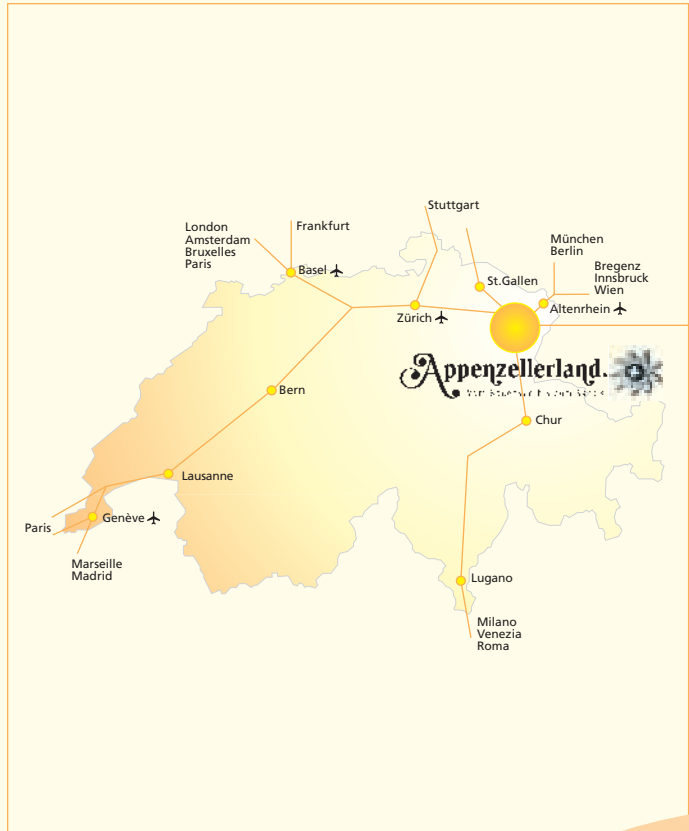 Stuttgart
London
Amsterdam
Bruxelles
Paris
Frankfurt
München
Berlin
Bregenz
Innsbruck
Wien
Basel
St.Gallen
Altenrhein
Zürich
Appenzellerland.
Bern
Chur
Lausanne
Paris
Genève
Marseille
Madrid
Lugano
Milano
Venezia
Roma